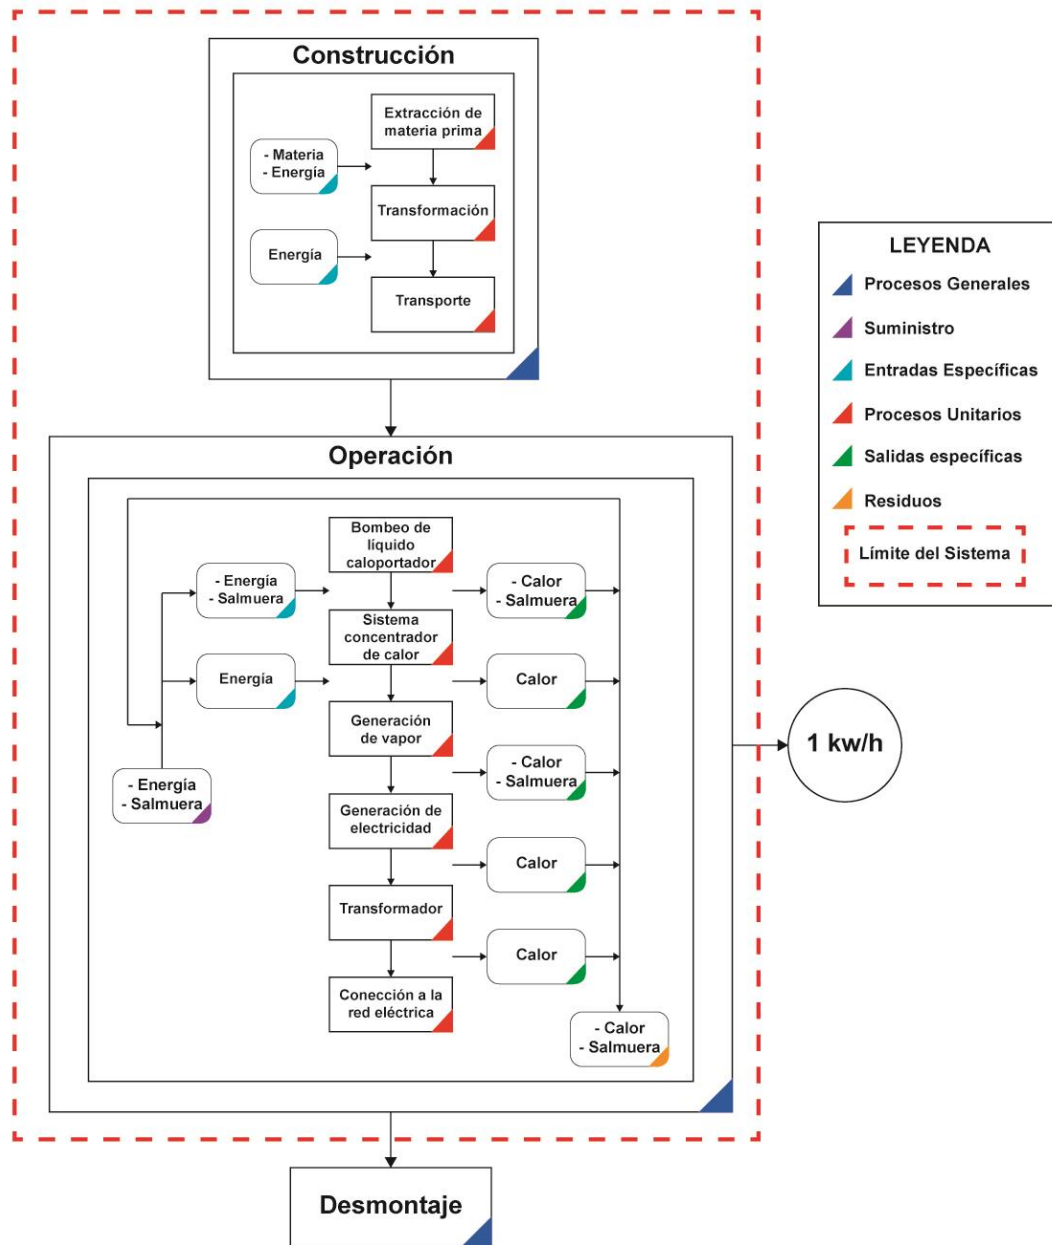 Construcción
Extracción de
materia prima
- Materia
- Energía
Transformación
Energía
Transporte
LEYENDA
Procesos Generales
Suministro
Entradas Específicas
Procesos Unitarios
Salidas específicas
Residuos
Límite del Sistema
Operación
Bombeo de
líquido
caloportador
- Energía
- Salmuera
- Calor
- Salmuera
Sistema
concentrador
de calor
Energía
Calor
Generación
de vapor
- Energía
- Salmuera
- Calor
- Salmuera
1 kw/h
Generación de
electricidad
Calor
Transformador
Calor
Conección a la
red eléctrica
- Calor
- Salmuera
Desmontaje